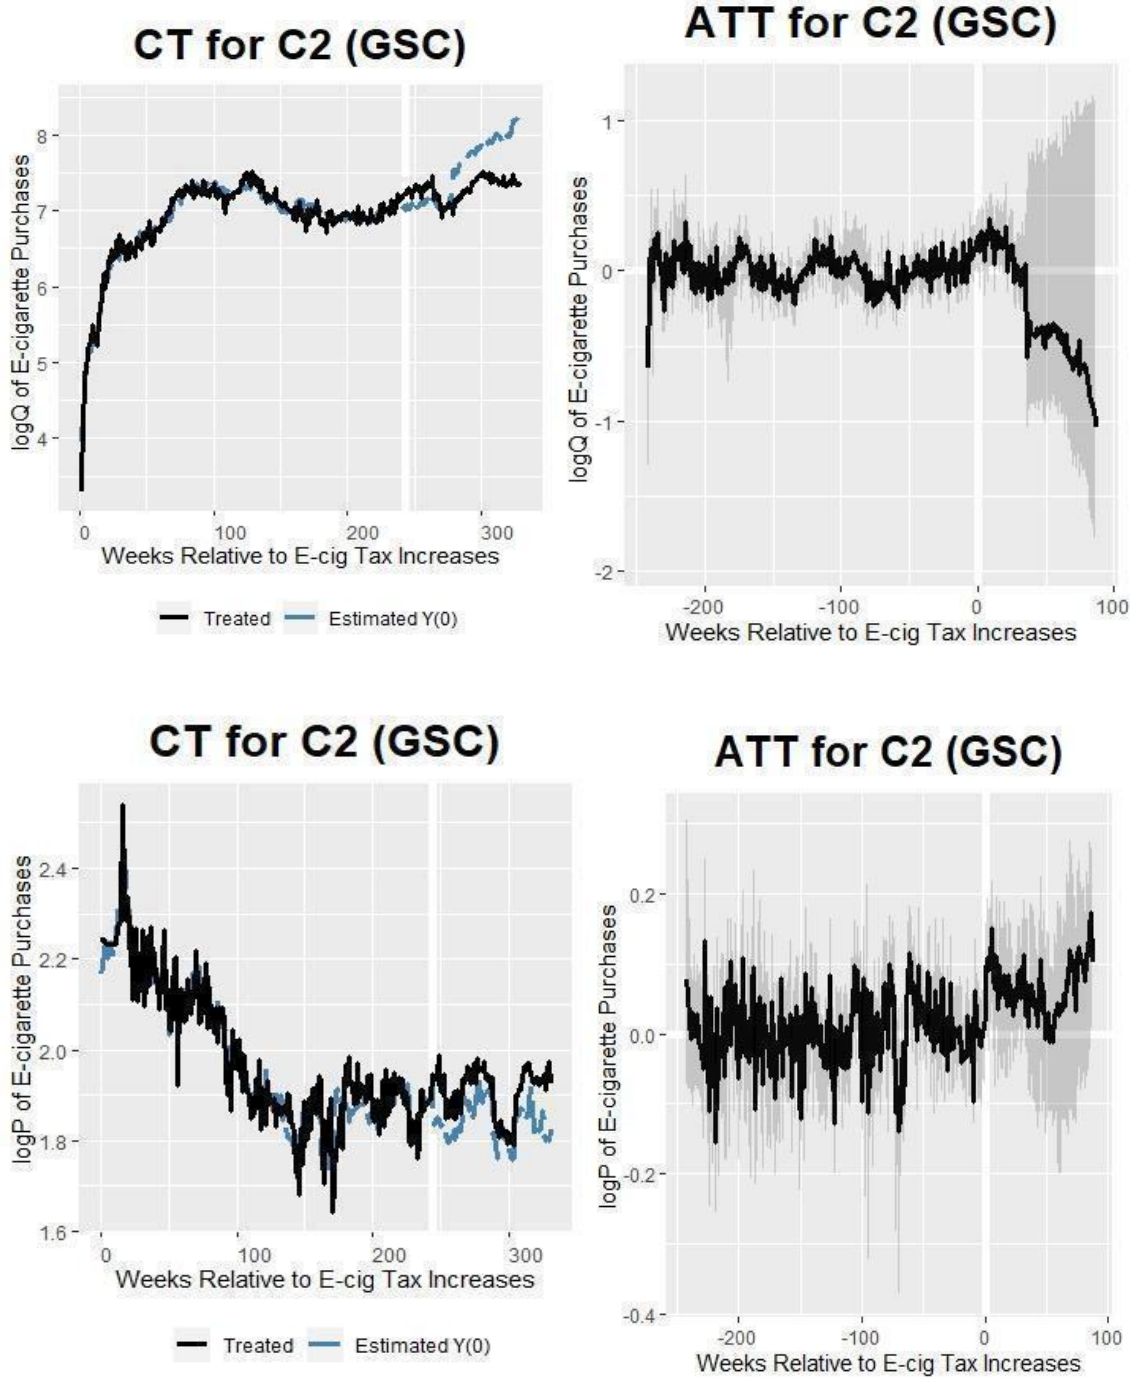 CT for C2 (GSC)
logQ of E-cigarette Purchases
8
7
6
5
4
0 100 200 300
Weeks Relative to E-cig Tax Increases
Treated Estimated Y(0)
ATT for C2 (GSC)
logQ of E-cigarette Purchases
1
0
-1
-2
-200 -100 0 100
Weeks Relative to E-cig Tax Increases
CT for C2 (GSC)
logP of E-cigarette Purchases
2.4
2.2
2.0
1.8
1.6
0 100 200 300
Weeks Relative to E-cig Tax Increases
Treated Estimated Y(0)
ATT for C2 (GSC)
logP of E-cigarette Purchases
0.2
0.0
-0.2
-0.4
-200 -100 0 100
Weeks Relative to E-cig Tax Increases